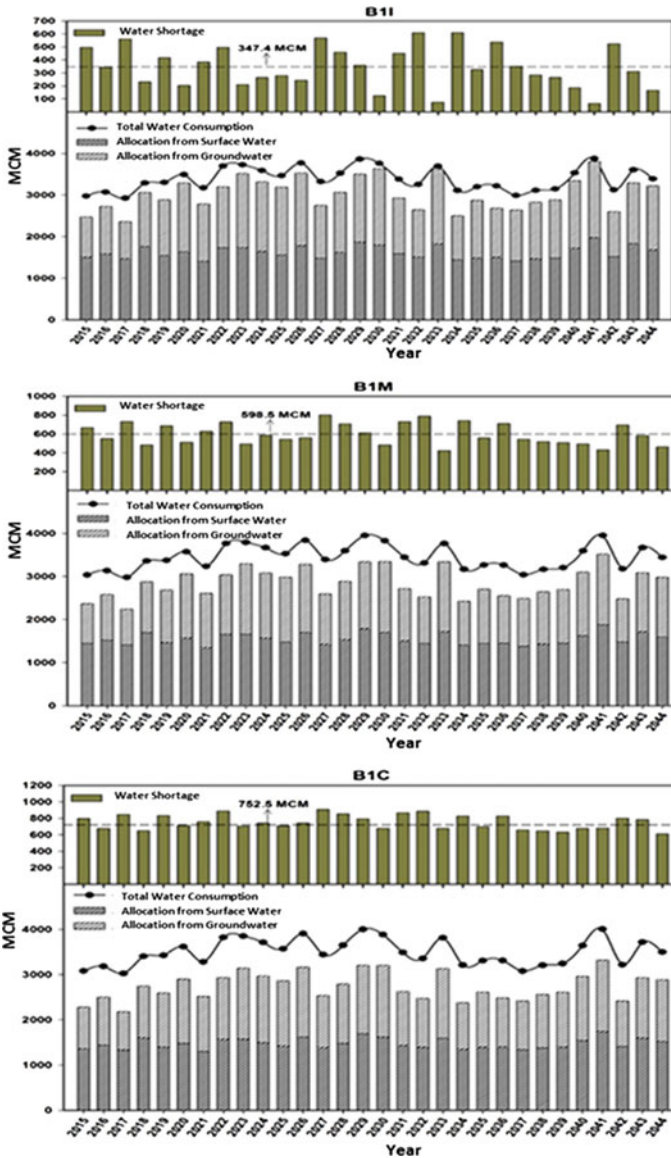 B1I
700
600
500
400
300
200
100
Water Shortage
347.4 MCM
Total Water Consumption
Allocation from Surface Water
Allocation from Groundwater
MCM
4000
3000
2000
1000
0
2015 2016 2017 2018 2019 2020 2021 2022 2023 2024 2025 2026 2027 2028 2029 2030 2031 2032 2033 2034 2035 2036 2037 2038 2039 2040 2041 2042 2043 2044
Year
B1M
1000
800
600
400
200
Water Shortage
598.5 MCM
Total Water Consumption
Allocation from Surface Water
Allocation from Groundwater
MCM
4000
3000
2000
1000
0
2015 2016 2017 2018 2019 2020 2021 2022 2023 2024 2025 2026 2027 2028 2029 2030 2031 2032 2033 2034 2035 2036 2037 2038 2039 2040 2041 2042 2043 2044
Year
B1C
1200
1000
800
600
400
Water Shortage
752.5 MCM
Total Water Consumption
Allocation from Surface Water
Allocation from Groundwater
MCM
4000
3000
2000
1000
0
2015 2016 2017 2018 2019 2020 2021 2022 2023 2024 2025 2026 2027 2028 2029 2030 2031 2032 2033 2034 2035 2036 2037 2038 2039 2040 2041 2042 2043 2044
Year